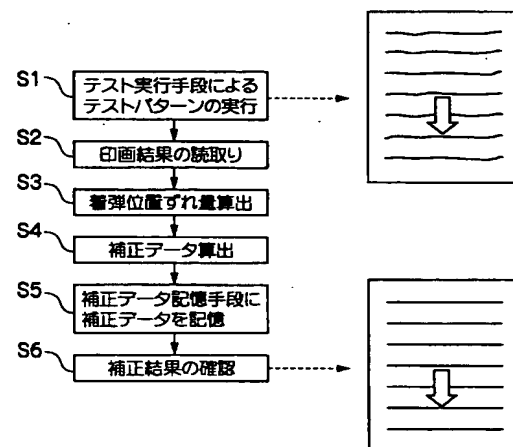 S1
テスト実行手段による
テストパターンの実行
S2
印画結果の読取り
S3
着弾位置ずれ量算出
S4
補正データ算出
S5
補正データ記憶手段に
補正データを記憶
S6
補正結果の確認